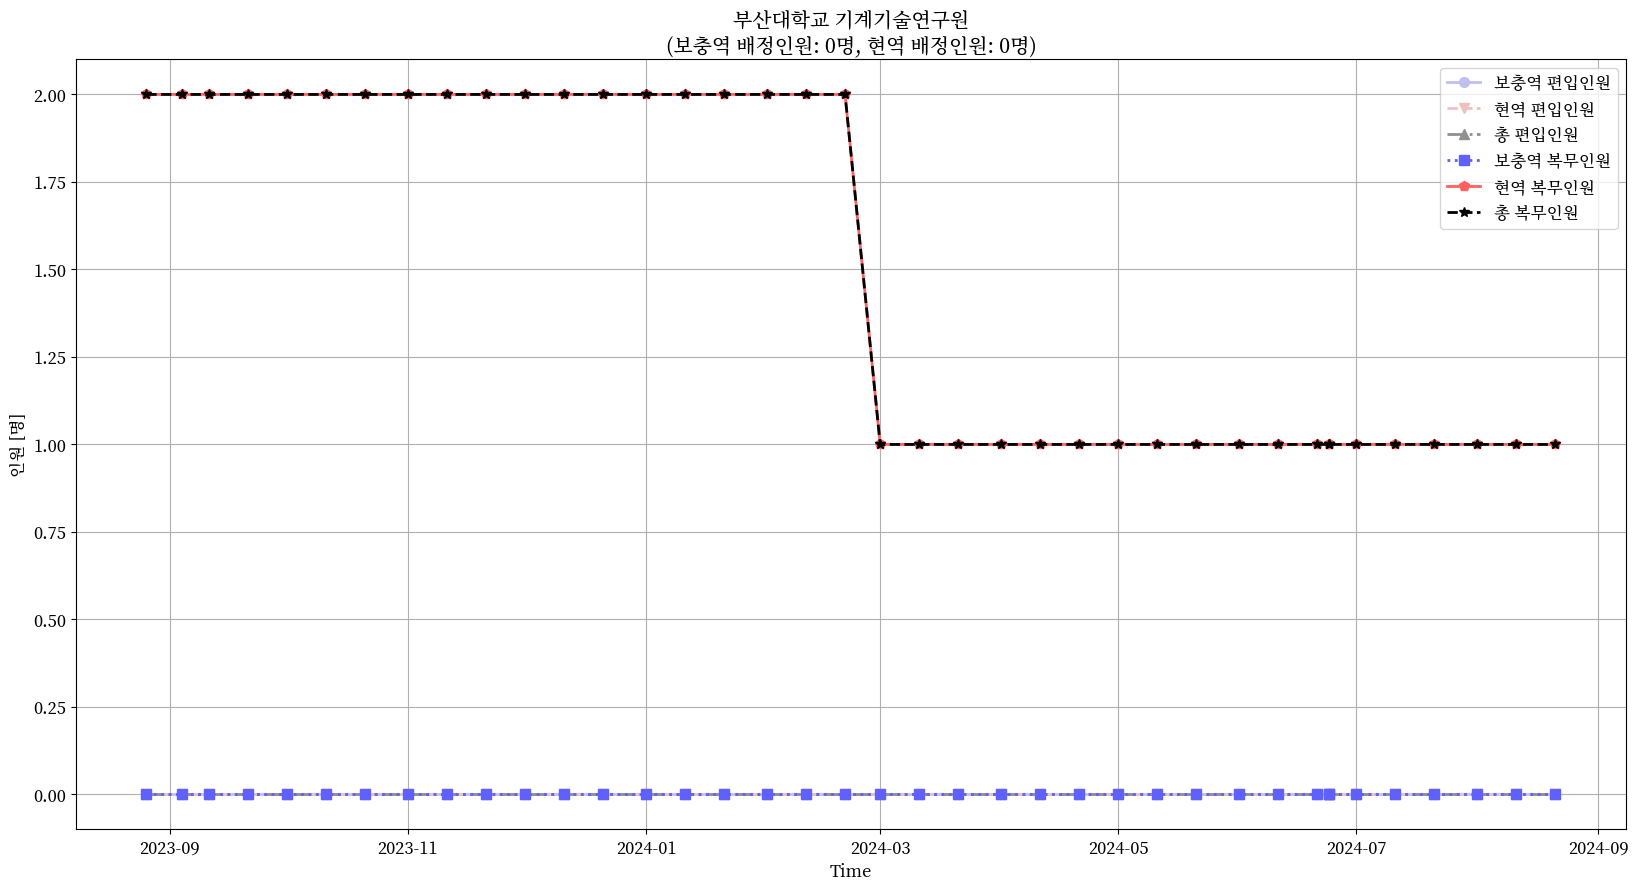 부산대학교 기계기술연구원
(보충역 배정인원: 0명, 현역 배정인원: 0명)
보충역 편입인원
현역 편입인원
총 편입인원
보충역 복무인원
현역 복무인원
총 복무인원
인원 [명]
2.00
1.75
1.50
1.25
1.00
0.75
0.50
0.25
0.00
2023-09 2023-11 2024-01 2024-03 2024-05 2024-07 2024-09
Time